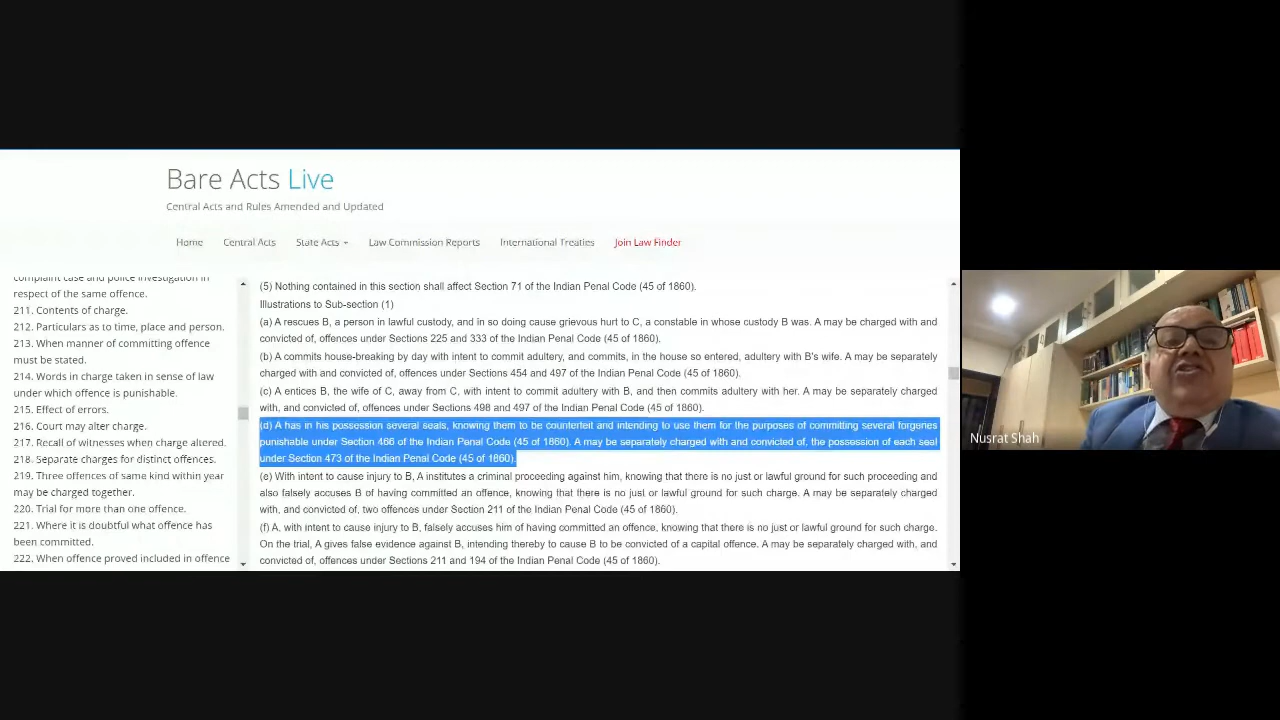 Bare Acts Live
Central Acts and Rules Amended and Updated
Home Central Acts State Acts Law Commission Reports International Treaties Join Law Finder
complaint case and police investigation in
respect of the same offence.
211. Contents of charge.
212. Particulars as to time, place and person.
213. When manner of committing offence
must be stated.
214. Words in charge taken in sense of law
under which offence is punishable.
215. Effect of errors.
216. Court may alter charge.
217. Recall of witnesses when charge altered.
218. Separate charges for distinct offences.
219. Three offences of same kind within year
may be charged together.
220. Trial for more than one offence.
221. Where it is doubtful what offence has
been committed.
222. When offence proved included in offence
(5) Nothing contained in this section shall affect Section 71 of the Indian Penal Code (45 of 1860).
Illustrations to Sub-section (1)
(a) A rescues B, a person in lawful custody, and in so doing cause grievous hurt to C, a constable in whose custody B was. A may be charged with and
convicted of, offences under Sections 225 and 333 of the Indian Penal Code (45 of 1860).
(b) A commits house-breaking by day with intent to commit adultery, and commits, in the house so entered, adultery with B's wife. A may be separately
charged with and convicted of, offences under Sections 454 and 497 of the Indian Penal Code (45 of 1860).
(c) A entices B, the wife of C, away from C, with intent to commit adultery with B, and then commits adultery with her. A may be separately charged
with, and convicted of, offences under Sections 498 and 497 of the Indian Penal Code (45 of 1860).
(d) A has in his possession several seals, knowing them to be counterfeit and intending to use them for the purposes of committing several forgeries
punishable under Section 466 of the Indian Penal Code (45 of 1860). A may be separately charged with and convicted of, the possession of each seal
under Section 473 of the Indian Penal Code (45 of 1860).
(e) With intent to cause injury to B, A institutes a criminal proceeding against him, knowing that there is no just or lawful ground for such proceeding and
also falsely accuses B of having committed an offence, knowing that there is no just or lawful ground for such charge. A may be separately charged
with, and convicted of, two offences under Section 211 of the Indian Penal Code (45 of 1860).
(f) A, with intent to cause injury to B, falsely accuses him of having committed an offence, knowing that there is no just or lawful ground for such charge.
On the trial, A gives false evidence against B, intending thereby to cause B to be convicted of a capital offence. A may be separately charged with, and
convicted of, offences under Sections 211 and 194 of the Indian Penal Code (45 of 1860).
Nusrat Shah